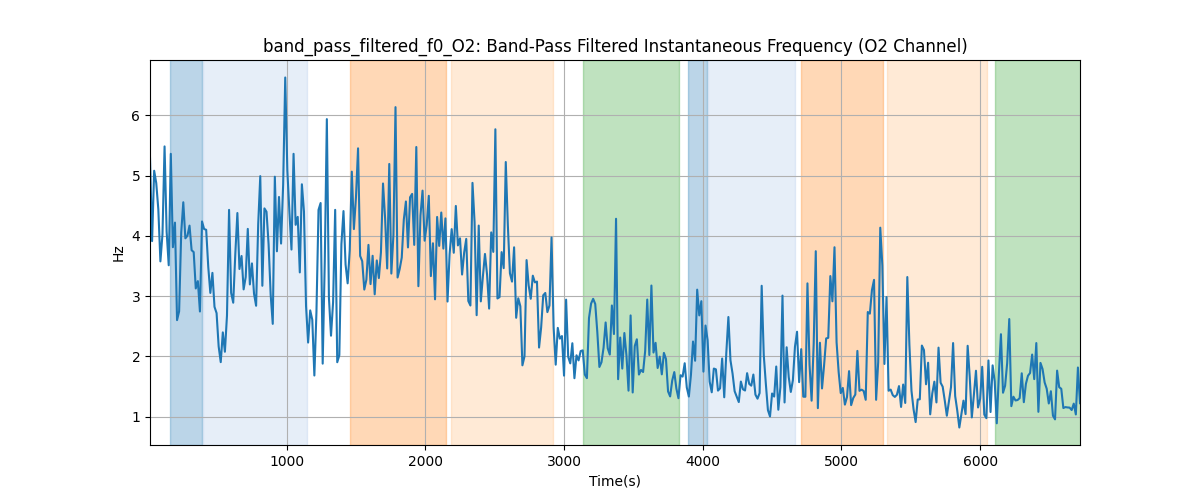 band_pass_filtered_f0_O2: Band-Pass Filtered Instantaneous Frequency (O2 Channel)
6
5
4
3
2
1
Hz
1000 2000 3000 4000 5000 6000
Time(s)